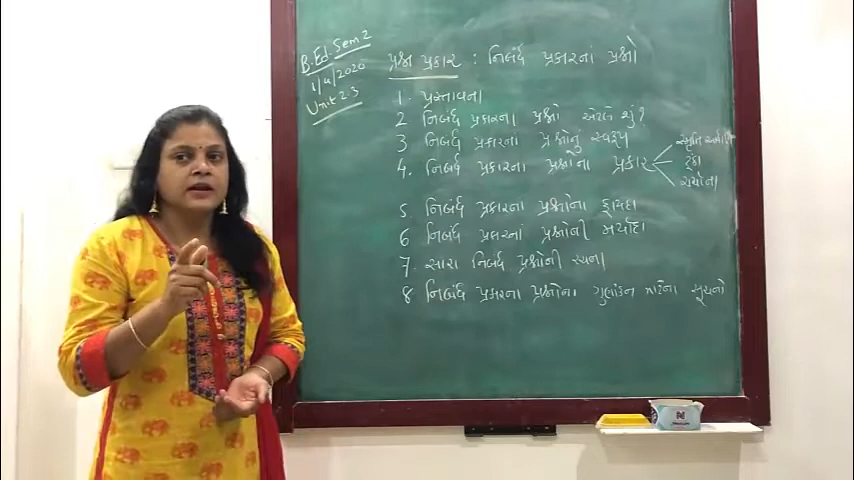 B.Ed. Sem 2
1/4/2020
Unit 2.3
પ્રશ્ન પ્રકાર : નિબંધ પ્રકારનાં પ્રશ્નો
1. પ્રસ્તાવના
2 નિબંધ પ્રકારના પ્રશ્નો એટલે શું?
3 નિબંધ પ્રકારના પ્રશ્નોનું સ્વરૂપ
4. નિબંધ પ્રકારના પ્રશ્નોના પ્રકાર
ટૂંકા
5 નિબંધ પ્રકારના પ્રશ્નોના ફાયદા
6 નિબંધ પ્રકારનાં પ્રશ્નોની મર્યાદા
7. સારા નિબંધ પ્રશ્નોની રચના
8 નિબંધ પ્રકારના પ્રશ્નોના ગુણાંકન માટેના સૂચનો